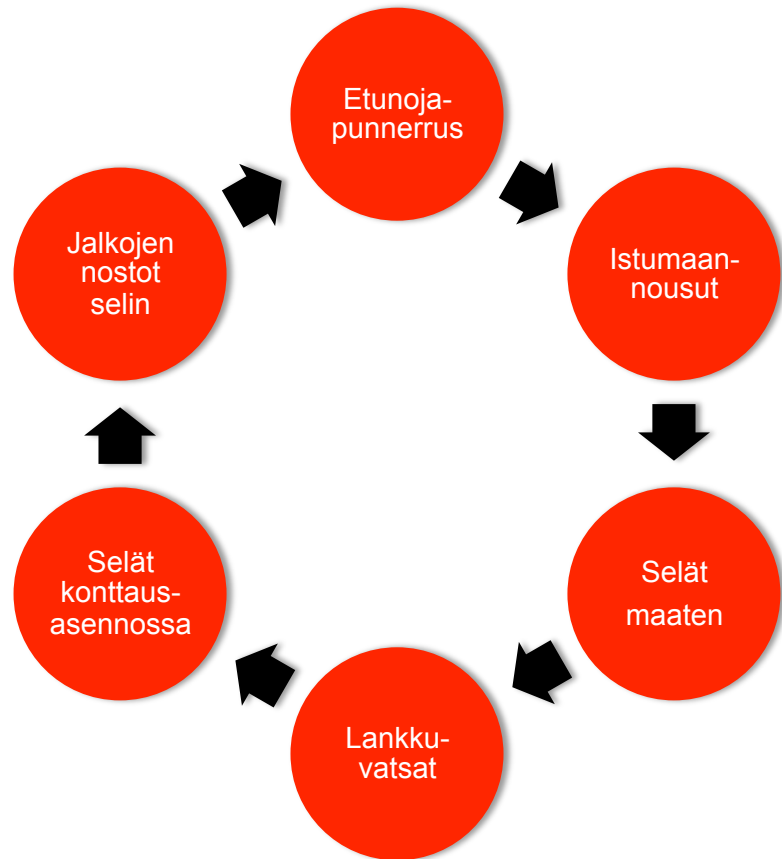 Etunoja-
punnerrus
Istumaan-
nousut
Selät
maaten
Lankku-
vatsat
Selät
konttaus-
asennossa
Jalkojen
nostot
selin